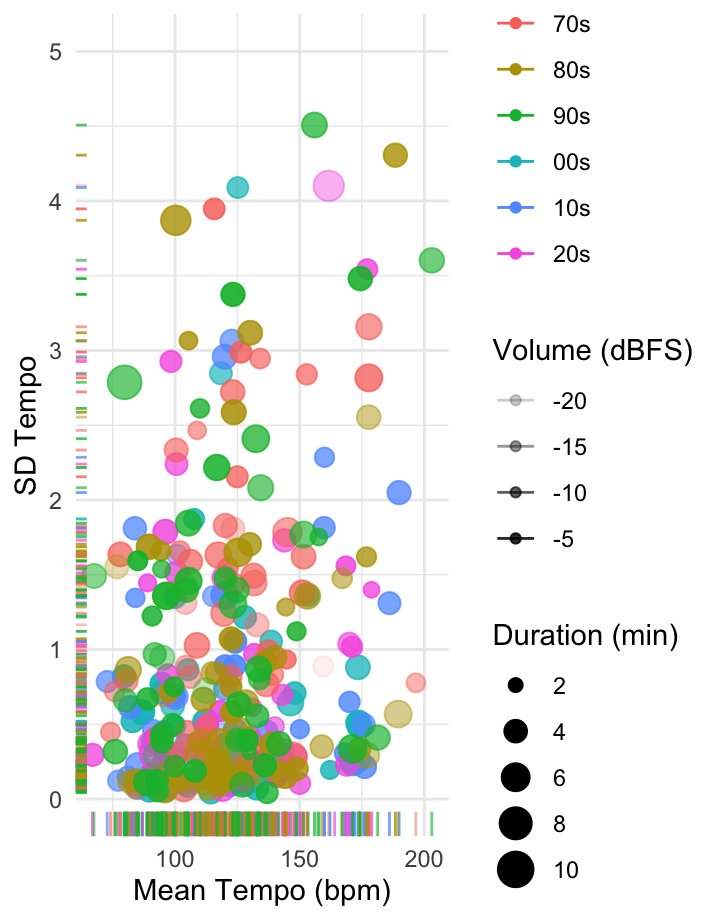 5
4
3
2
1
0
SD Tempo
100 150 200
Mean Tempo (bpm)
70s
80s
90s
00s
10s
20s
Volume (dBFS)
-20
-15
-10
-5
Duration (min)
2
4
6
8
10